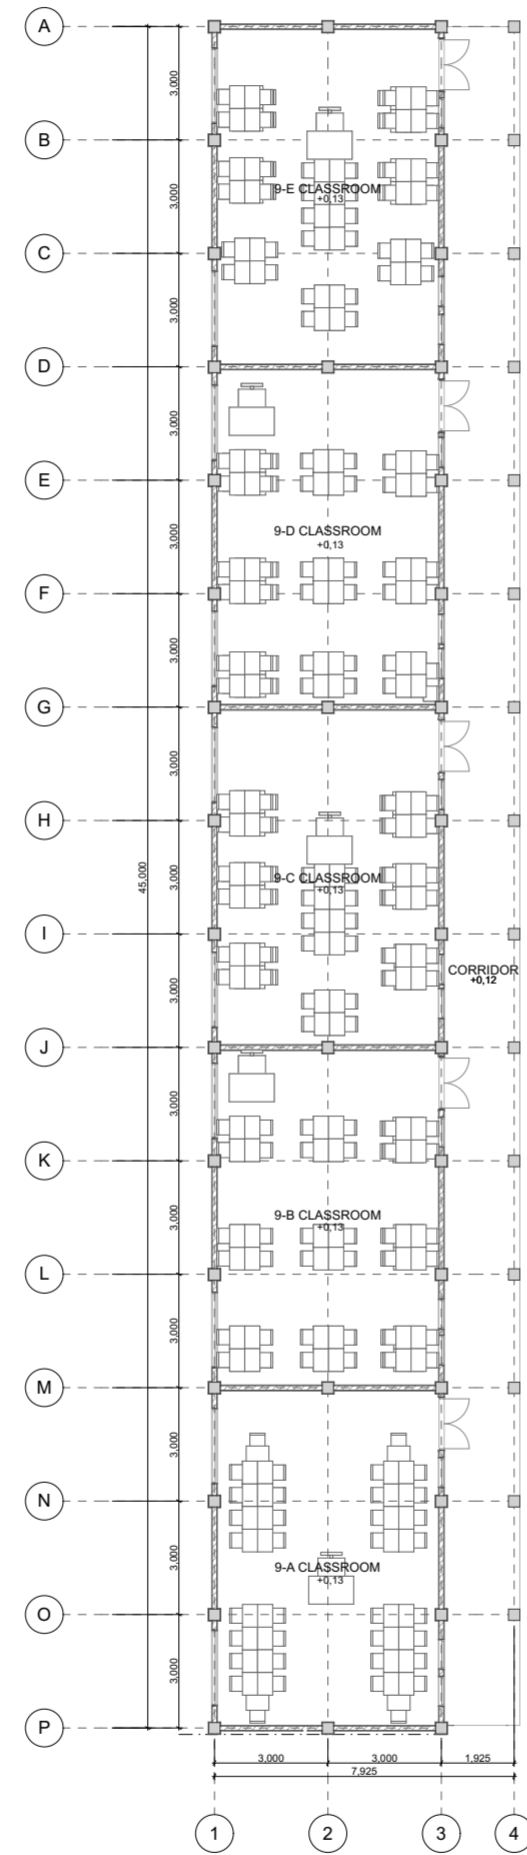 A
3,000
B
9-E CLASSROOM
+0,13
3,000
C
3,000
D
3,000
E
9-D CLASSROOM
+0,13
3,000
F
3,000
G
3,000
H
45,000
3,000
9-C CLASSROOM
+0,13
I
CORRIDOR
+0,12
3,000
J
3,000
K
9-B CLASSROOM
+0,13
3,000
L
3,000
M
3,000
N
9-A CLASSROOM
+0,13
3,000
O
3,000
P
3,000 3,000 1,925
7,925
1 2 3 4